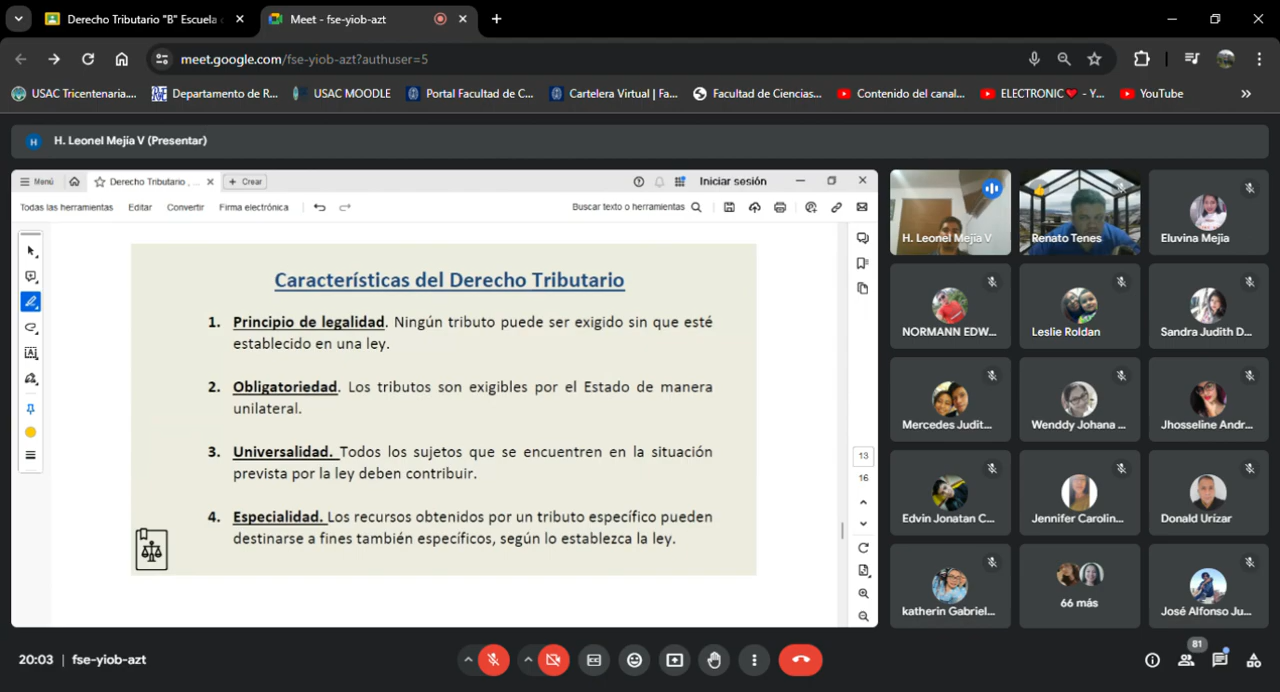 Derecho Tributario "B" Escuela
Meet - fse-yiob-azt
meet.google.com/fse-yiob-azt?authuser=5
USAC Tricentenaria....
Departamento de R...
USAC MOODLE
Portal Facultad de C...
Cartelera Virtual | Fa...
Facultad de Ciencias...
Contenido del canal...
ELECTRONIC❤ - Y...
YouTube
H
H. Leonel Mejía V (Presentar)
Menú
Derecho Tributario , ...
+ Crear
Iniciar sesión
Todas las herramientas
Editar
Convertir
Firma electrónica
Buscar texto o herramientas
Características del Derecho Tributario
1. Principio de legalidad. Ningún tributo puede ser exigido sin que esté
establecido en una ley.
2. Obligatoriedad. Los tributos son exigibles por el Estado de manera
unilateral.
3. Universalidad. Todos los sujetos que se encuentren en la situación
prevista por la ley deben contribuir.
4. Especialidad. Los recursos obtenidos por un tributo específico pueden
destinarse a fines también específicos, según lo establezca la ley.
13
16
H. Leonel Mejía V
Renato Tenes
Eluvina Mejía
NORMANN EDW...
Leslie Roldan
Sandra Judith D...
Mercedes Judit...
Wenddy Johana ...
Jhosseline Andr...
Edvin Jonatan C...
Jennifer Carolin...
Donald Urízar
katherin Gabriel...
66 más
José Alfonso Ju...
20:03 | fse-yiob-azt
81